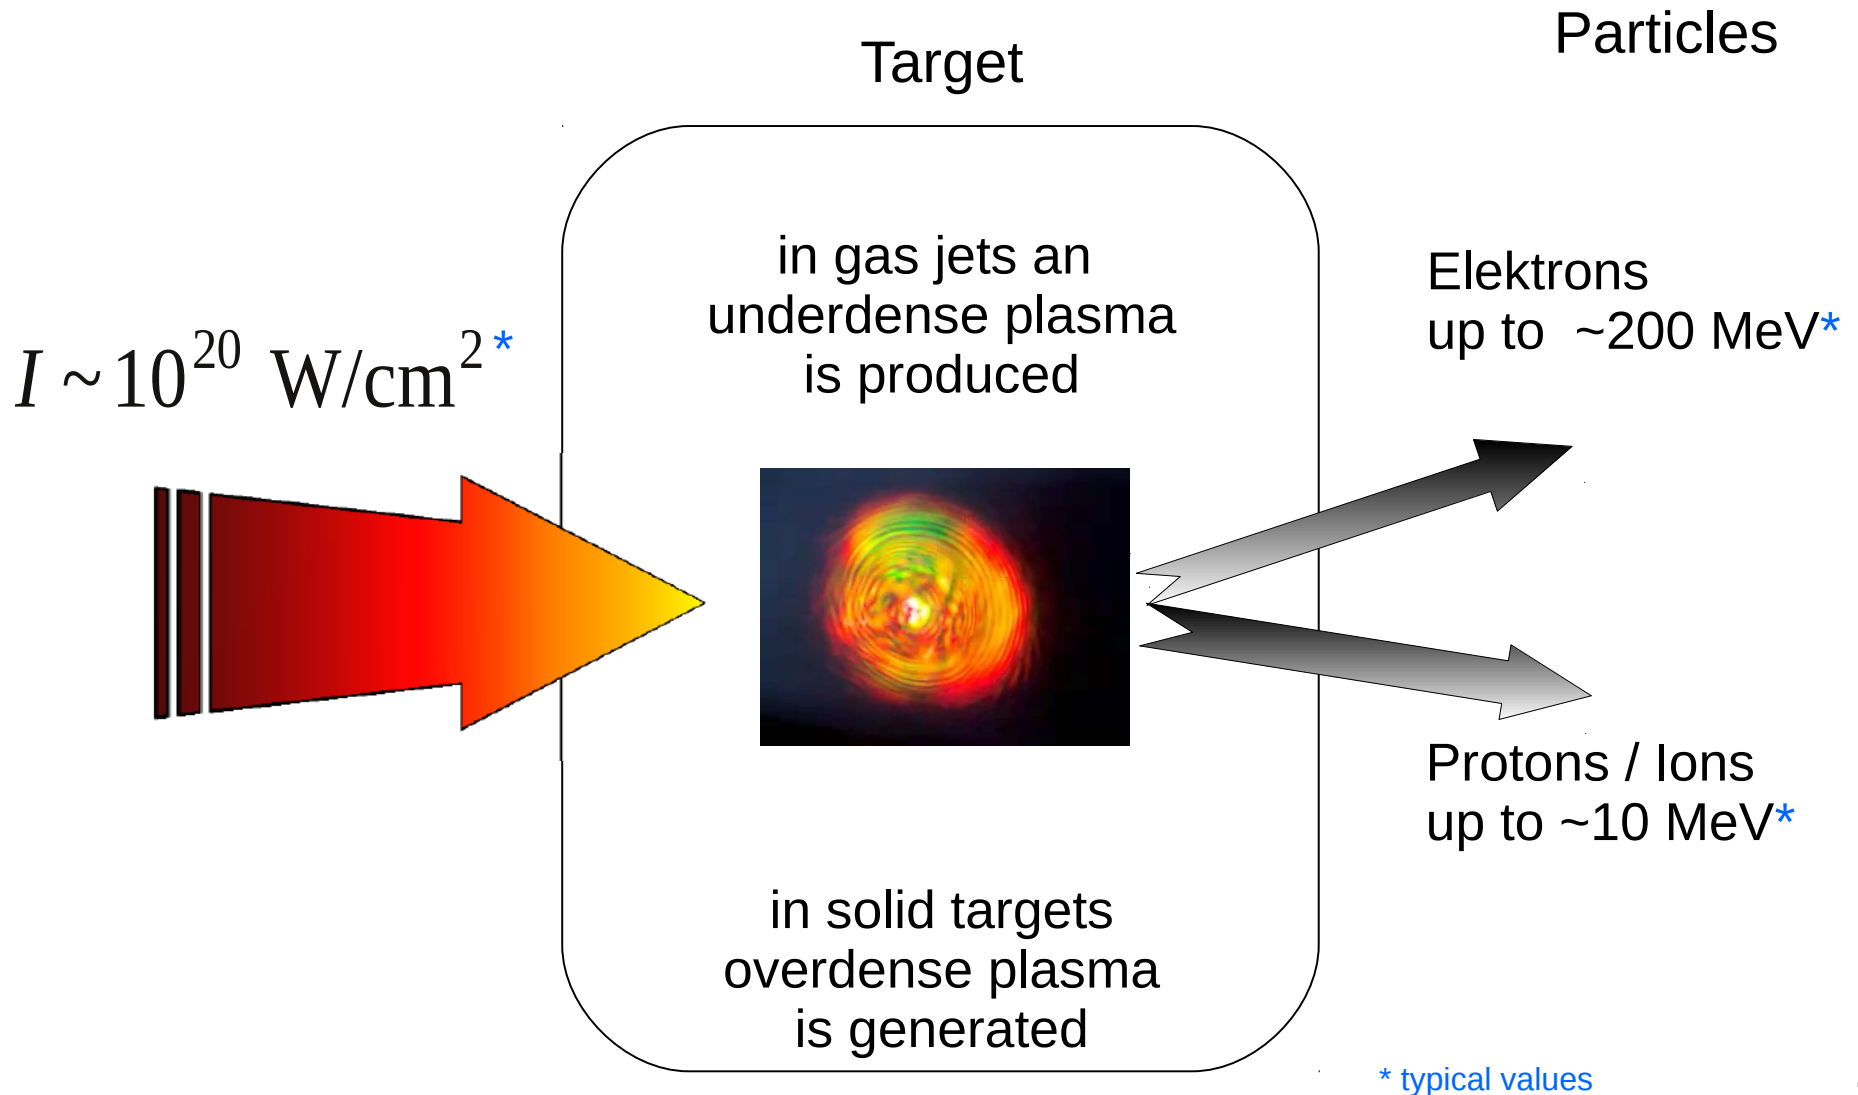 Particles
Target
in gas jets an
underdense plasma
is produced
I ~ 10^20 W/cm^2 *
Elektrons
up to ~200 MeV*
Protons / Ions
up to ~10 MeV*
in solid targets
overdense plasma
is generated
* typical values